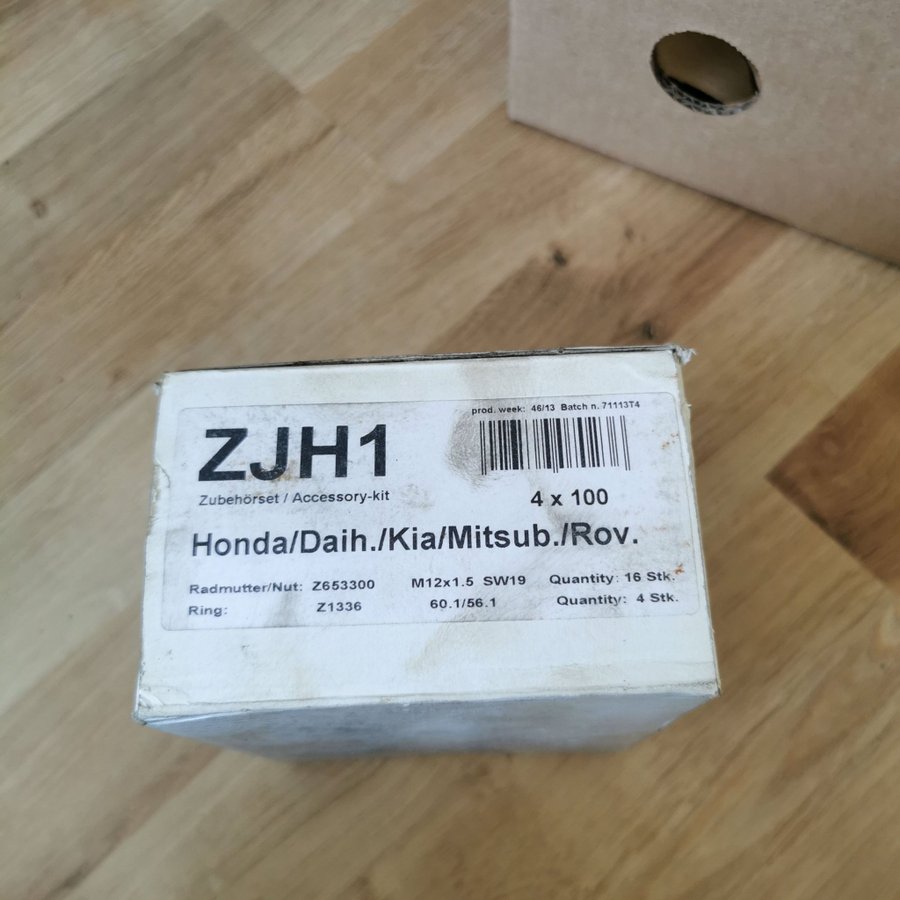 prod. week: 46/13 Batch n. 71113T4
ZJH1
Zubehörset / Accessory-kit
4 x 100
Honda/Daih./Kia/Mitsub./Rov.
Radmutter/Nut: Z653300 M12x1.5 SW19 Quantity: 16 Stk.
Ring: Z1336 60.1/56.1 Quantity: 4 Stk.